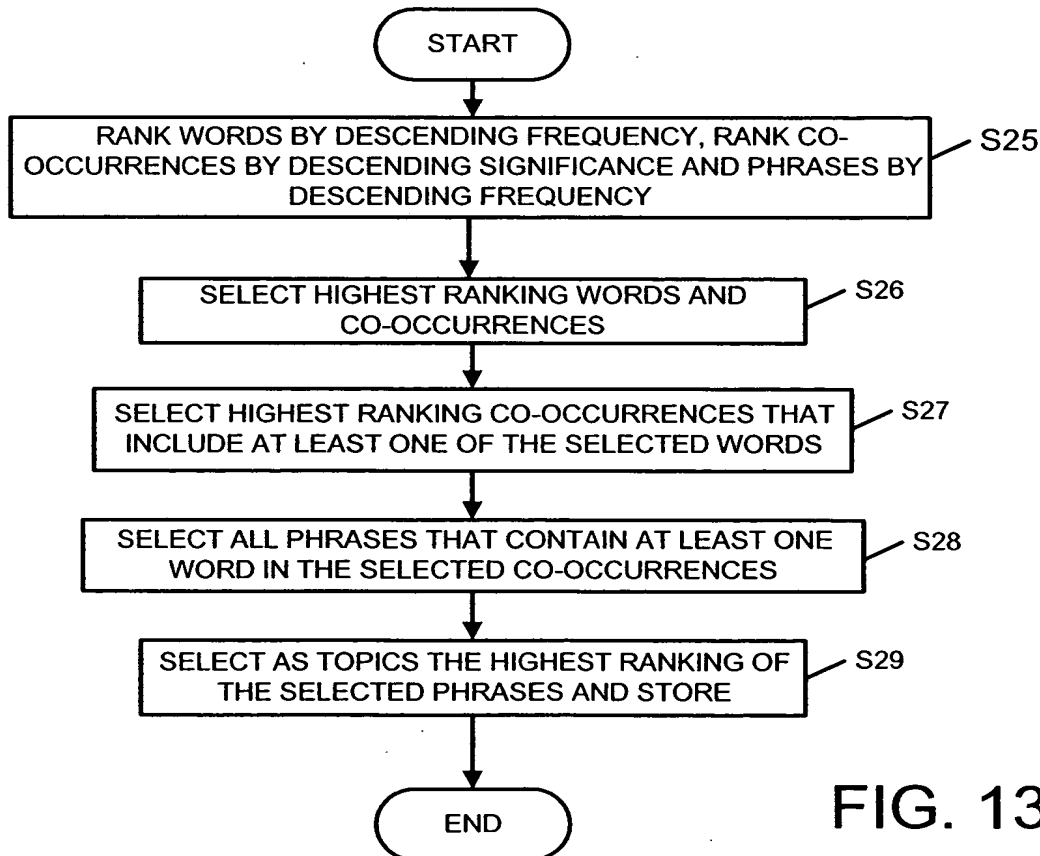 START
RANK WORDS BY DESCENDING FREQUENCY, RANK CO-
OCCURRENCES BY DESCENDING SIGNIFICANCE AND PHRASES BY
DESCENDING FREQUENCY
S25
SELECT HIGHEST RANKING WORDS AND
CO-OCCURRENCES
S26
SELECT HIGHEST RANKING CO-OCCURRENCES THAT
INCLUDE AT LEAST ONE OF THE SELECTED WORDS
S27
SELECT ALL PHRASES THAT CONTAIN AT LEAST ONE
WORD IN THE SELECTED CO-OCCURRENCES
S28
SELECT AS TOPICS THE HIGHEST RANKING OF
THE SELECTED PHRASES AND STORE
S29
END
FIG. 13